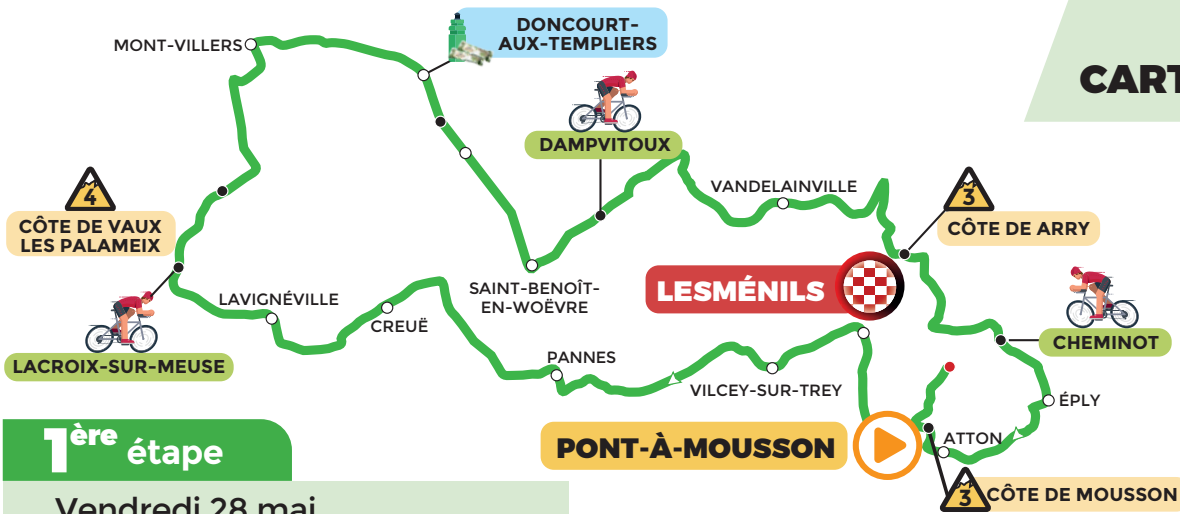 DONCOURT-
AUX-TEMPLIERS
MONT-VILLERS
CART
DAMPVITOUX
4
CÔTE DE VAUX
LES PALAMEIX
VANDELAINVILLE
3
CÔTE DE ARRY
LESMÉNILS
SAINT-BENOÎT-
EN-WOËVRE
LAVIGNÉVILLE
CREUË
CHEMINOT
LACROIX-SUR-MEUSE
PANNES
VILCEY-SUR-TREY
ÉPLY
1ère étape
PONT-À-MOUSSON
ATTON
3
CÔTE DE MOUSSON
Vendredi 28 mai